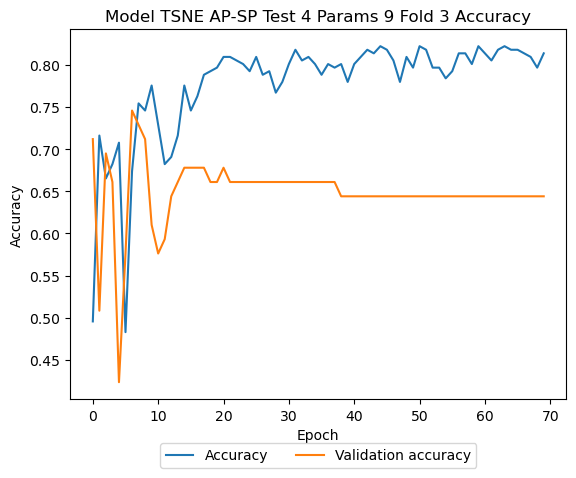 Model TSNE AP-SP Test 4 Params 9 Fold 3 Accuracy
0.80
0.75
0.70
0.65
0.60
0.55
0.50
0.45
Accuracy
0 10 20 30 40 50 60 70
Epoch
Accuracy Validation accuracy